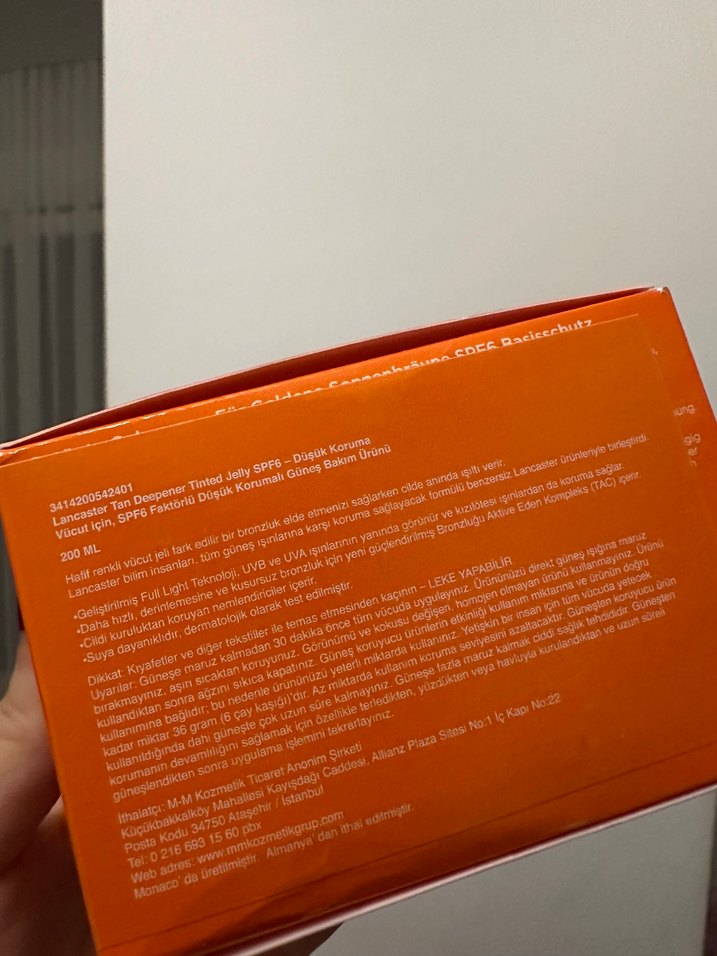 Für Goldene Sonnenbräune SPF6 Basisschutz
ung.
gig
er
n
3414200542401
Lancaster Tan Deepener Tinted Jelly SPF6 – Düşük Koruma
Vücut için, SPF6 Faktörlü Düşük Korumalı Güneş Bakım Ürünü
200 ML
Hafif renkli vücut jeli fark edilir bir bronzluk elde etmenizi sağlarken cilde anında ışıltı verir.
Lancaster bilim insanları, tüm güneş ışınlarına karşı koruma sağlayacak formülü benzersiz Lancaster ürünleriyle birleştirdi.
•Geliştirilmiş Full Light Teknoloji, UVB ve UVA ışınlarının yanında görünür ve kızılötesi ışınlardan da koruma sağlar.
•Daha hızlı, derinlemesine ve kusursuz bronzluk için yeni güçlendirilmiş Bronzluğu Aktive Eden Kompleks (TAC) içerir.
•Cildi kuruluktan koruyan nemlendiriciler içerir.
•Suya dayanıklıdır, dermatolojik olarak test edilmiştir.
Dikkat: Kıyafetler ve diğer tekstiller ile temas etmesinden kaçının – LEKE YAPABİLİR
Uyarılar: Güneşe maruz kalmadan 30 dakika önce tüm vücuda uygulayınız. Ürününüzü direkt güneş ışığına maruz
bırakmayınız, aşırı sıcaktan koruyunuz. Görünümü ve kokusu değişen, homojen olmayan ürünü kullanmayınız. Ürünü
kullandıktan sonra ağzını sıkıca kapatınız. Güneş koruyucu ürünlerin etkinliği kullanım miktarına ve ürünün doğru
kullanımına bağlıdır; bu nedenle ürününüzü yeterli miktarda kullanınız. Yetişkin bir insan için tüm vücuda yetecek
kadar miktar 36 gram (6 çay kaşığı)'dır. Az miktarda kullanım koruma seviyesini azaltacaktır. Güneşten koruyucu ürün
kullanıldığında dahi güneşte çok uzun süre kalmayınız. Güneşe fazla maruz kalmak ciddi sağlık tehdididir. Güneşten
korumanın devamlılığını sağlamak için özellikle terledikten, yüzdükten veya havluyla kurulandıktan ve uzun süreli
güneşlendikten sonra uygulama işlemini tekrarlayınız.
İthalatçı: M-M Kozmetik Ticaret Anonim Şirketi
Küçükbakkalköy Mahallesi Kayışdağı Caddesi, Allianz Plaza Sitesi No:1 İç Kapı No:22
Posta Kodu 34750 Ataşehir / İstanbul
Tel: 0 216 693 15 60 pbx
Web adres: www.mmkozmetikgrup.com
Monaco' da üretilmiştir Almanya' dan ithal edilmiştir.